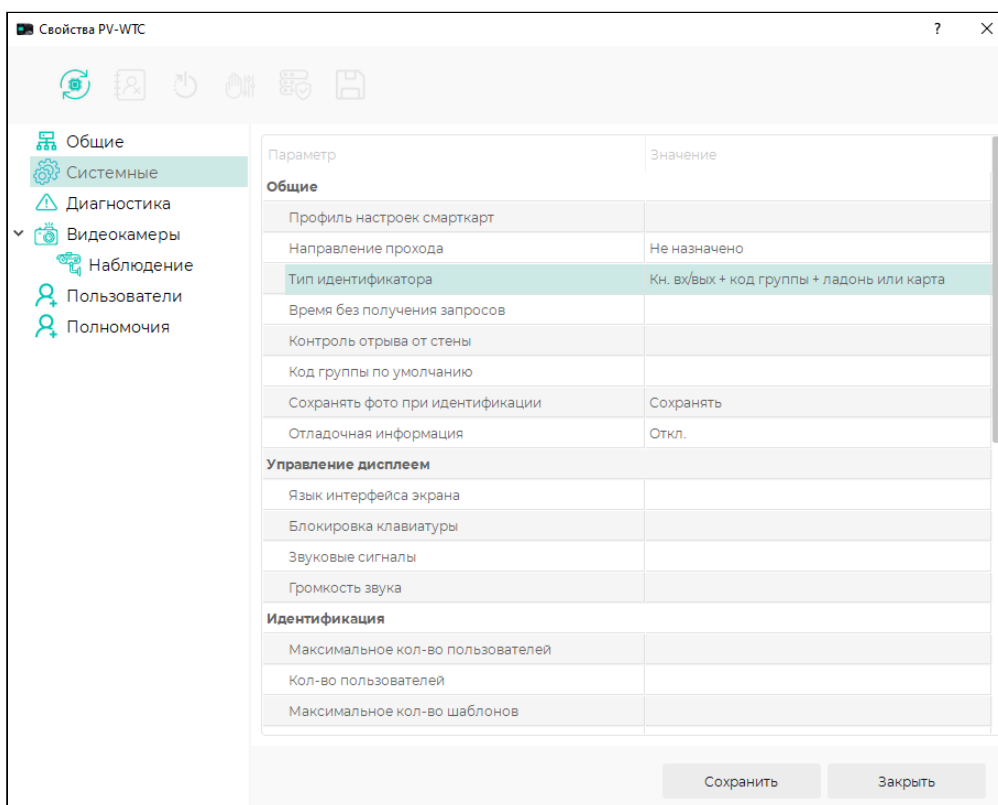 Свойства PV-WTC
?
Общие
Системные
Диагностика
Видеокамеры
Наблюдение
Пользователи
Полномочия
Параметр Значение
Общие
Профиль настроек смарткарт
Направление прохода Не назначено
Тип идентификатора Кн. вх/вых + код группы + ладонь или карта
Время без получения запросов
Контроль отрыва от стены
Код группы по умолчанию
Сохранять фото при идентификации Сохранять
Отладочная информация Откл.
Управление дисплеем
Язык интерфейса экрана
Блокировка клавиатуры
Звуковые сигналы
Громкость звука
Идентификация
Максимальное кол-во пользователей
Кол-во пользователей
Максимальное кол-во шаблонов
Сохранить Закрыть